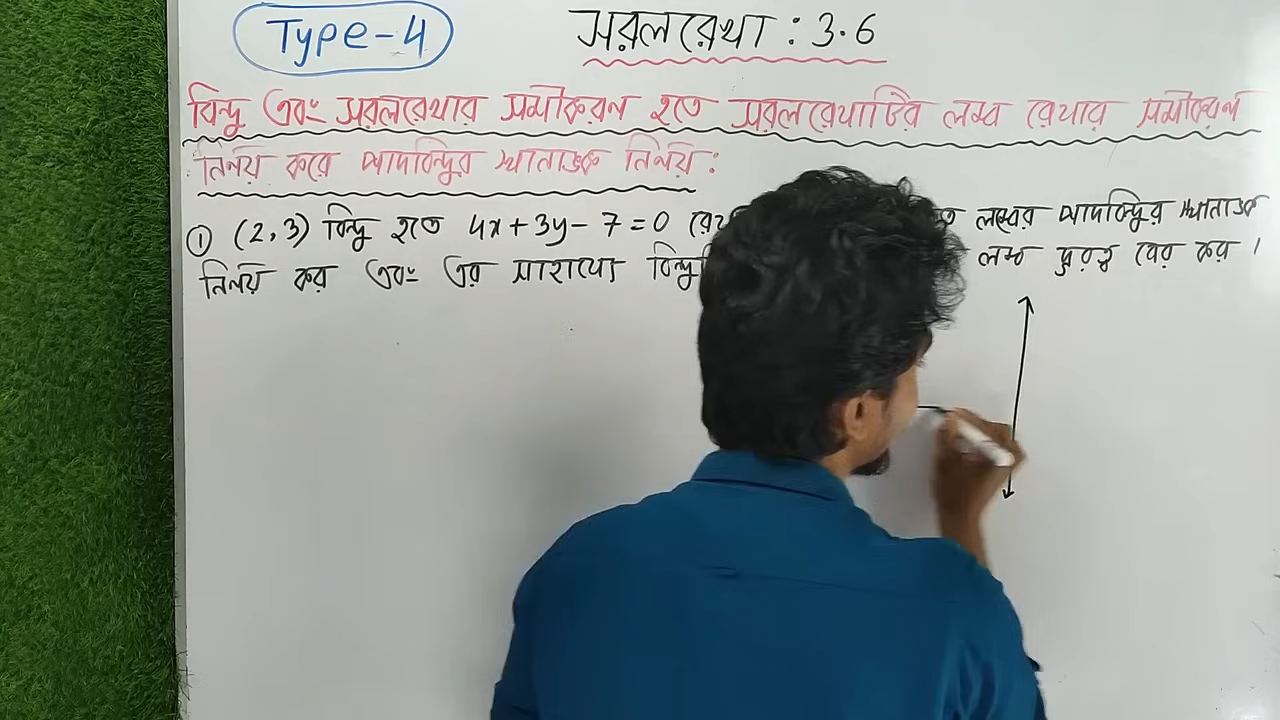 Type-4
সরলরেখা : 3.6
বিন্দু এবং সরলরেখার সমীকরণ হতে সরলরেখাটির লম্ব রেখার সমীকরণ
নির্ণয় করে পাদবিন্দুর স্থানাঙ্ক নির্ণয় :
① (2, 3) বিন্দু হতে 4x + 3y - 7 = 0 লম্বের পাদবিন্দুর স্থানাঙ্ক
নির্ণয় কর এবং এর সাহায্যে লম্ব দুরত্ব বের কর ।